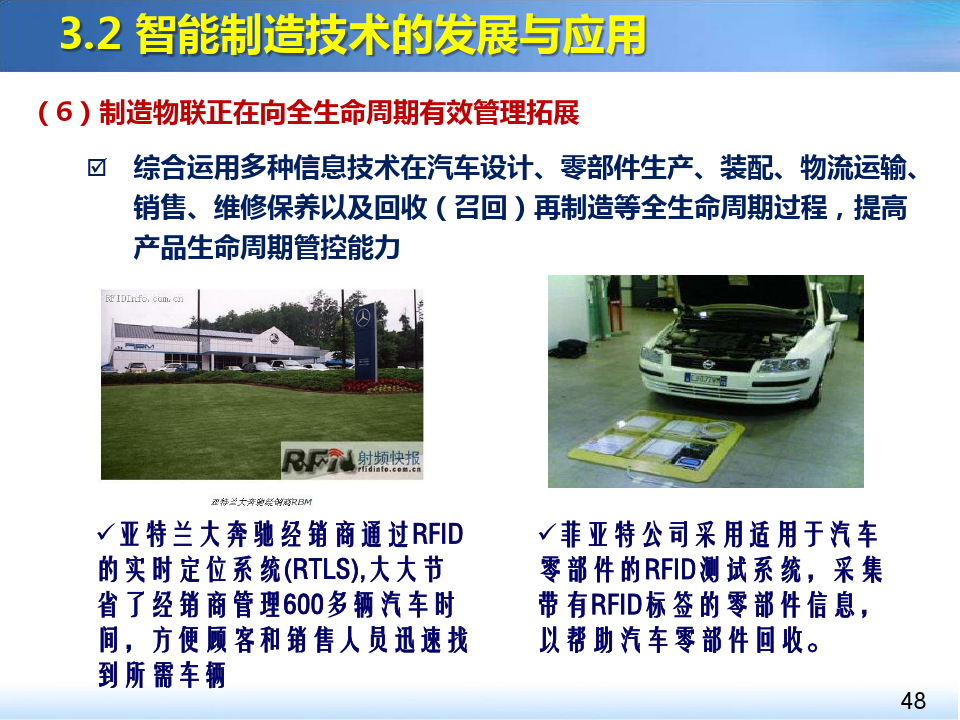 3.2 智能制造技术的发展与应用
（6）制造物联正在向全生命周期有效管理拓展
综合运用多种信息技术在汽车设计、零部件生产、装配、物流运输、
销售、维修保养以及回收（召回）再制造等全生命周期过程，提高
产品生命周期管控能力
RFIDInfo.com.cn
RBM
RFIN射频快报
rfidinfo.com.cn
亚特兰大奔驰经销商RBM
✓亚特兰大奔驰经销商通过RFID
的实时定位系统(RTLS),大大节
省了经销商管理600多辆汽车时
间，方便顾客和销售人员迅速找
到所需车辆
✓菲亚特公司采用适用于汽车
零部件的RFID测试系统，采集
带有RFID标签的零部件信息，
以帮助汽车零部件回收。
48